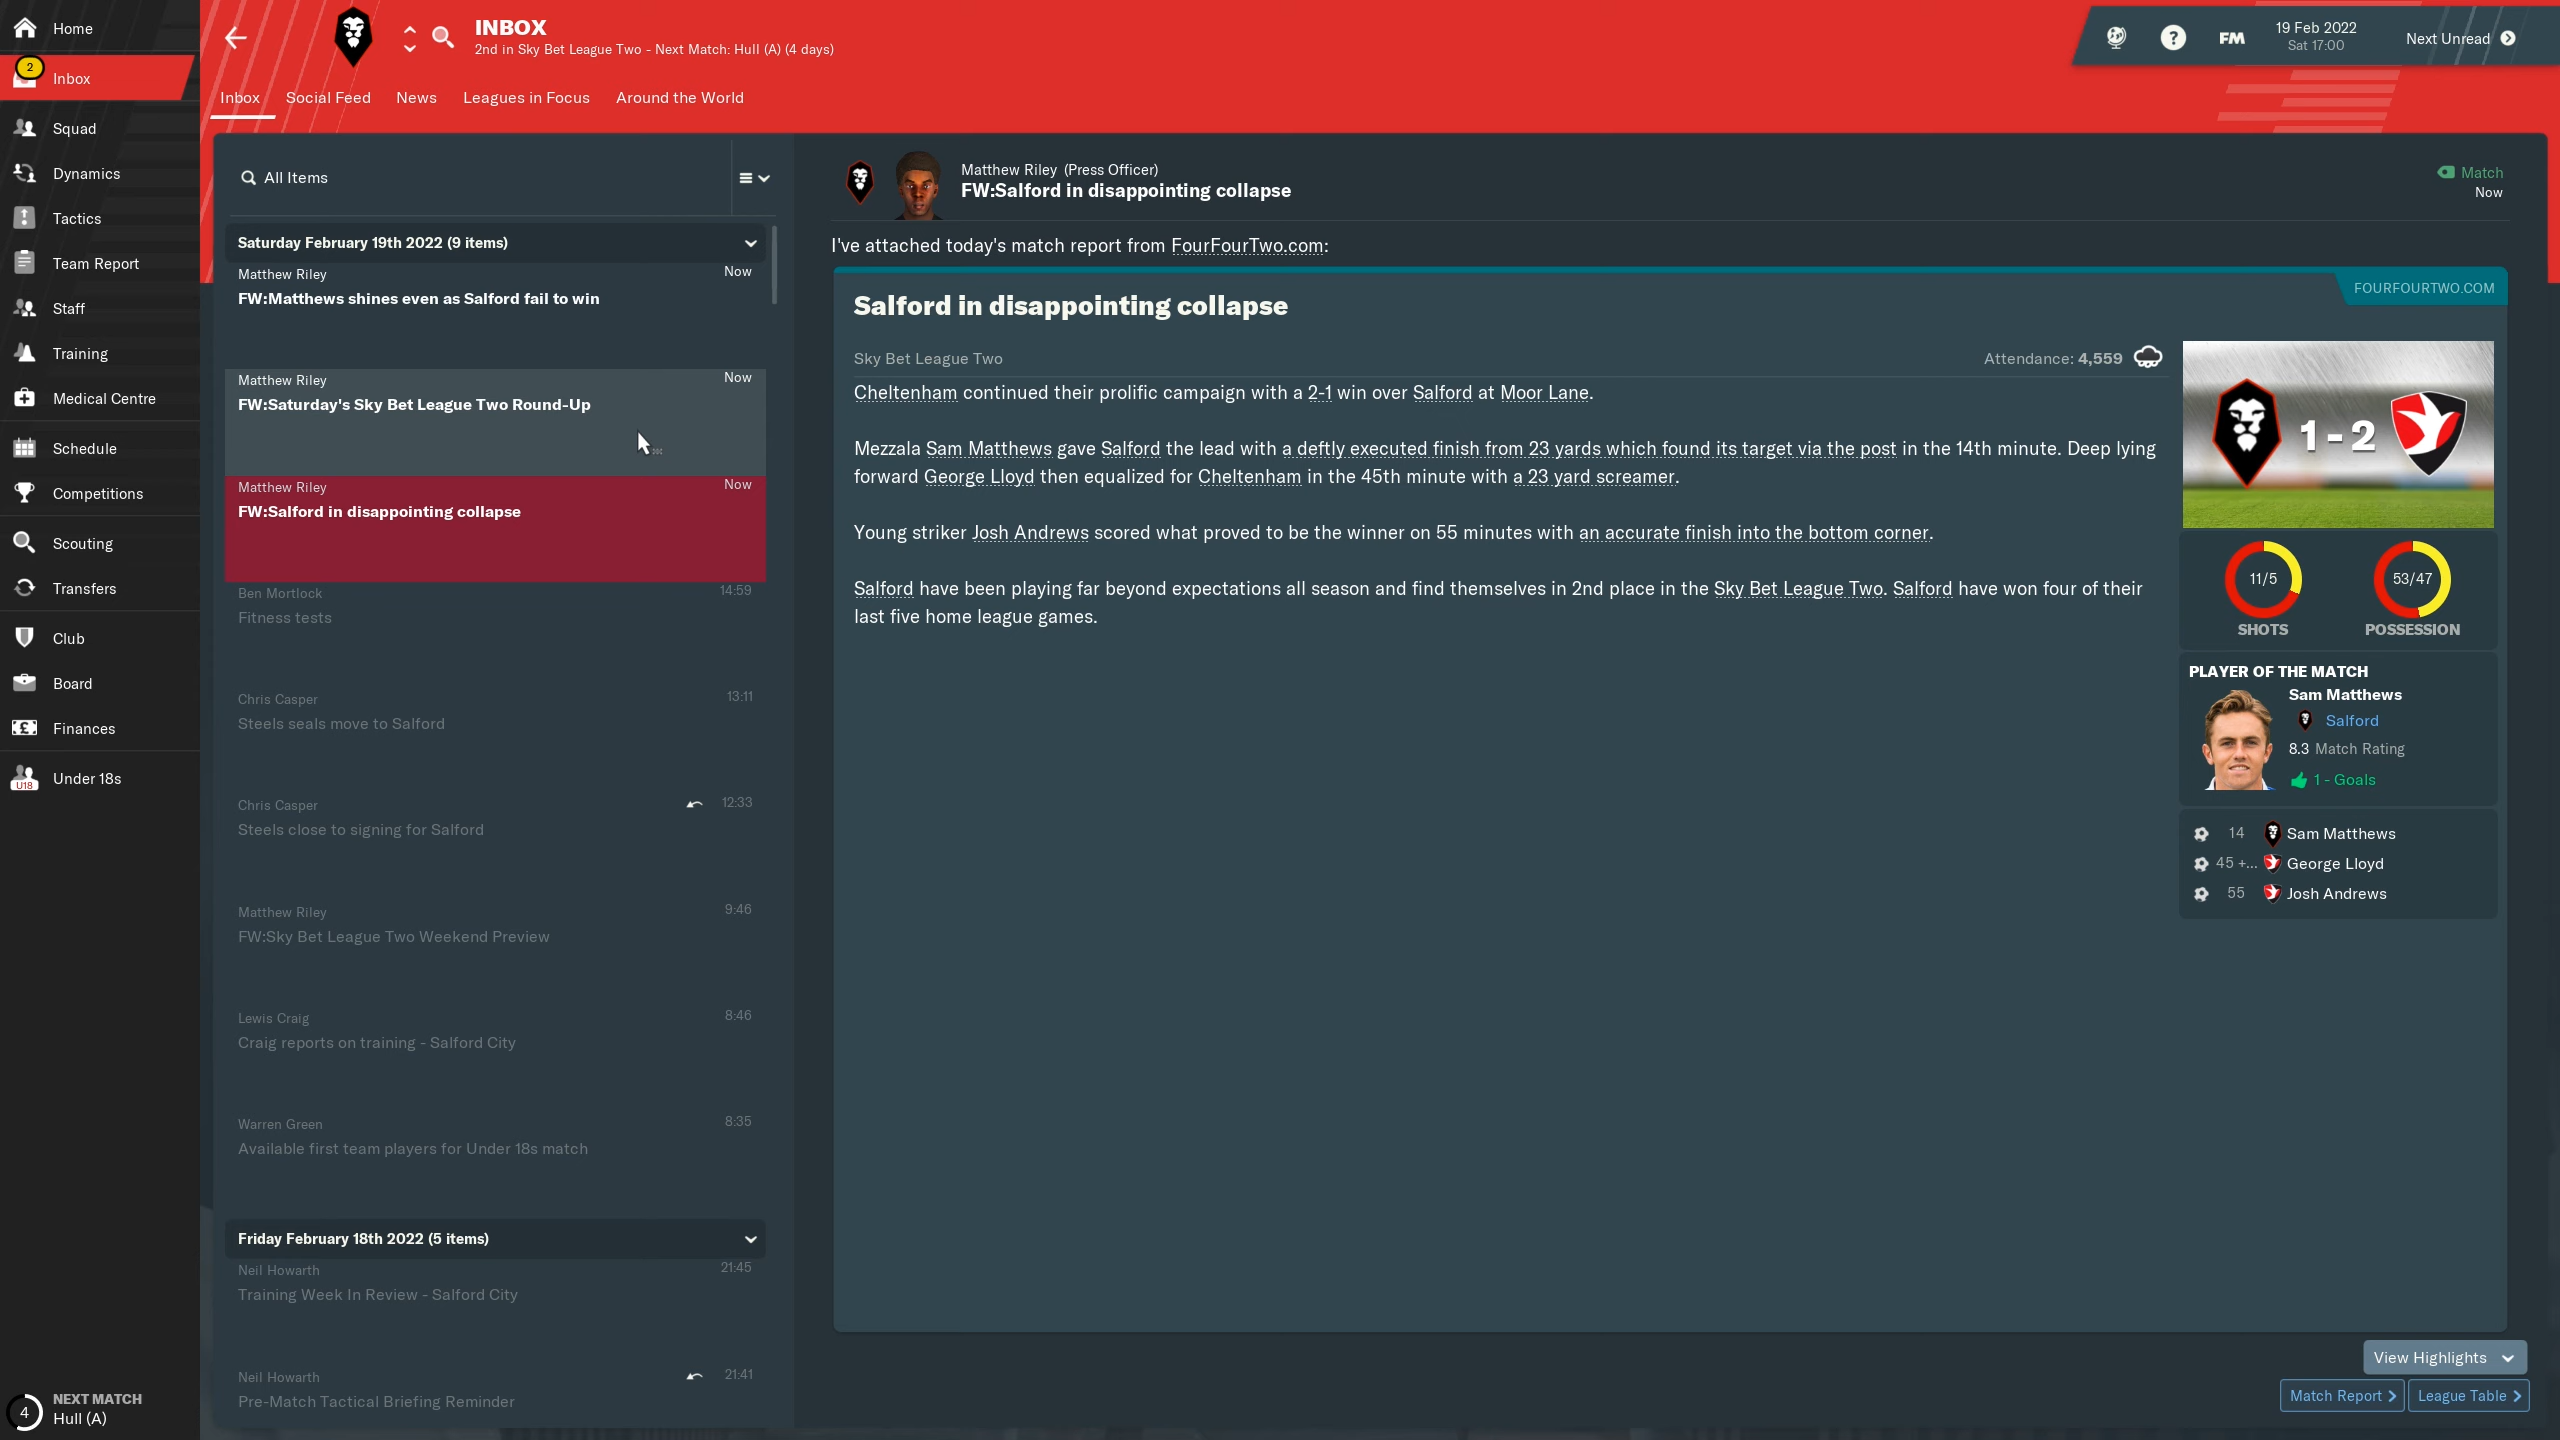 Home
2
Inbox
Squad
Dynamics
Tactics
Team Report
Staff
Training
Medical Centre
Schedule
Competitions
Scouting
Transfers
Club
Board
Finances
U18
Under 18s
4
NEXT MATCH
Hull (A)
INBOX
2nd in Sky Bet League Two - Next Match: Hull (A) (4 days)
?
FM
19 Feb 2022
Sat 17:00
Next Unread
Inbox
Social Feed
News
Leagues in Focus
Around the World
All Items
Saturday February 19th 2022 (9 items)
Matthew Riley
Now
FW:Matthews shines even as Salford fail to win
Matthew Riley
Now
FW:Saturday's Sky Bet League Two Round-Up
Matthew Riley
Now
FW:Salford in disappointing collapse
Ben Mortlock
14:59
Fitness tests
Chris Casper
13:11
Steels seals move to Salford
Chris Casper
12:33
Steels close to signing for Salford
Matthew Riley
9:46
FW:Sky Bet League Two Weekend Preview
Lewis Craig
8:46
Craig reports on training - Salford City
Warren Green
8:35
Available first team players for Under 18s match
Friday February 18th 2022 (5 items)
Neil Howarth
21:45
Training Week In Review - Salford City
Neil Howarth
21:41
Pre-Match Tactical Briefing Reminder
Matthew Riley (Press Officer)
FW:Salford in disappointing collapse
Match
Now
I've attached today's match report from FourFourTwo.com:
FOURFOURTWO.COM
Salford in disappointing collapse
Sky Bet League Two
Attendance: 4,559
Cheltenham continued their prolific campaign with a 2-1 win over Salford at Moor Lane.
Mezzala Sam Matthews gave Salford the lead with a deftly executed finish from 23 yards which found its target via the post in the 14th minute. Deep lying
forward George Lloyd then equalized for Cheltenham in the 45th minute with a 23 yard screamer.
Young striker Josh Andrews scored what proved to be the winner on 55 minutes with an accurate finish into the bottom corner.
Salford have been playing far beyond expectations all season and find themselves in 2nd place in the Sky Bet League Two. Salford have won four of their
last five home league games.
1 - 2
11/5
53/47
SHOTS
POSSESSION
PLAYER OF THE MATCH
Sam Matthews
Salford
8.3 Match Rating
1 - Goals
14 Sam Matthews
45 +... George Lloyd
55 Josh Andrews
View Highlights
Match Report
League Table